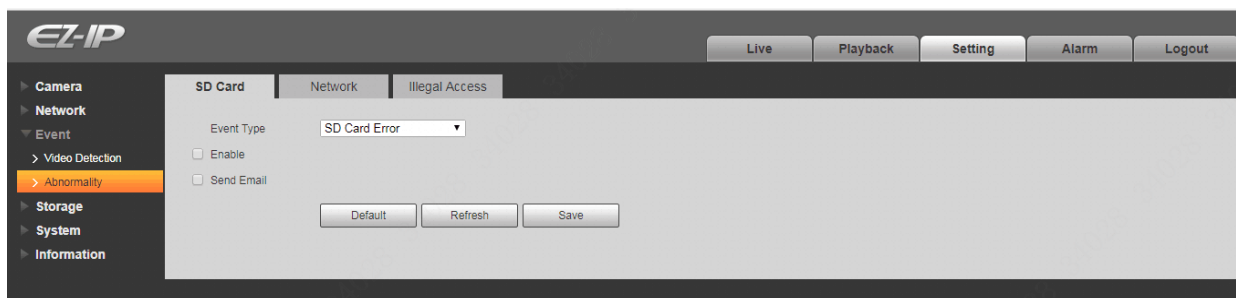 EZ-IP
Live Playback Setting Alarm Logout
Camera
Network
Event
Video Detection
Abnormality
Storage
System
Information
SD Card Network Illegal Access
Event Type SD Card Error
Enable
Send Email
Default Refresh Save